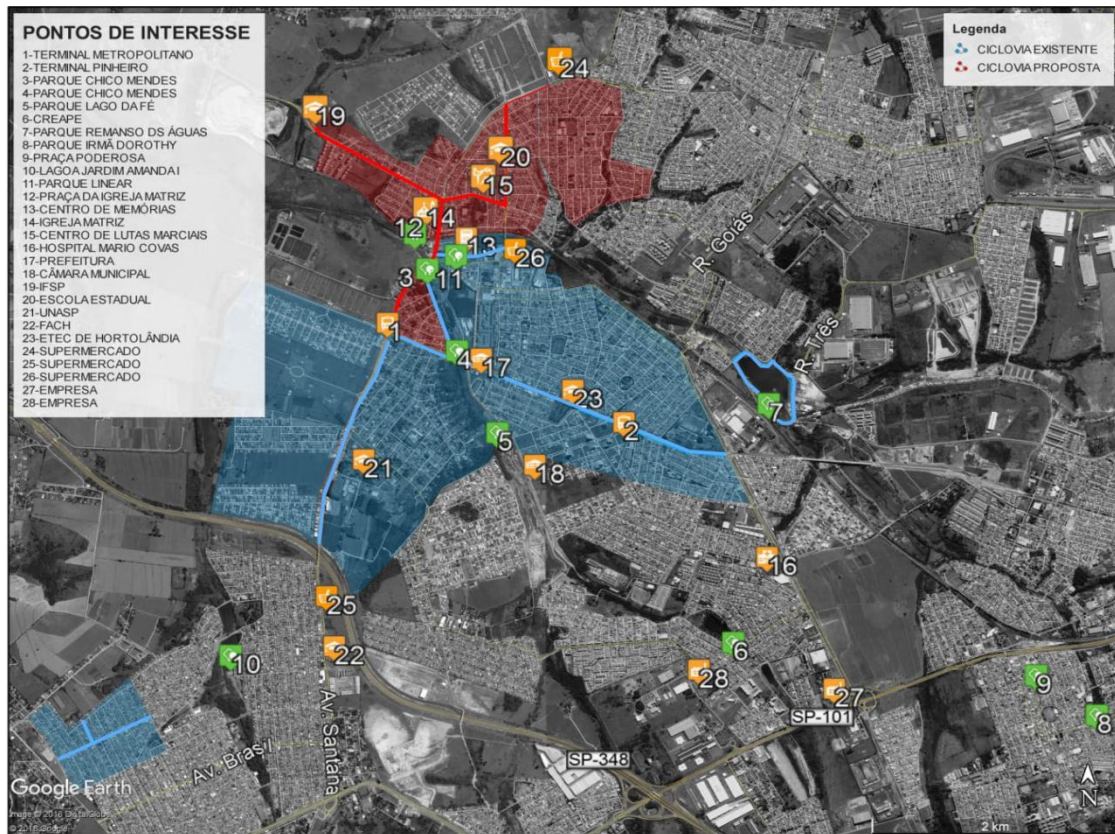 PONTOS DE INTERESSE
1-TERMINAL METROPOLITANO
2-TERMINAL PINHEIRO
3-PARQUE CHICO MENDES
4-PARQUE CHICO MENDES
5-PARQUE LAGO DA FÉ
6-CREAPE
7-PARQUE REMANSO DS ÁGUAS
8-PARQUE IRMÃ DOROTHY
9-PRAÇA PODEROSA
10-LAGOA JARDIM AMANDA I
11-PARQUE LINEAR
12-PRAÇA DA IGREJA MATRIZ
13-CENTRO DE MEMÓRIAS
14-IGREJA MATRIZ
15-CENTRO DE LUTAS MARCIAIS
16-HOSPITAL MARIO COVAS
17-PREFEITURA
18-CÂMARA MUNICIPAL
19-IFSP
20-ESCOLA ESTADUAL
21-UNASP
22-FACH
23-ETEC DE HORTOLÂNDIA
24-SUPERMERCADO
25-SUPERMERCADO
26-SUPERMERCADO
27-EMPRESA
28-EMPRESA
Legenda
CICLOVIA EXISTENTE
CICLOVIA PROPOSTA
24
19
20
15
14
12
13
26
R. Goias
3
11
1
R. Três
4
17
23
7
2
5
18
21
16
25
22
10
6
28
9
27
8
SP-101
Av. Santana
Av. Brasil
SP-348
Google Earth
Image © 2018 DigitalGlobe
© 2018 Google
2 km
N